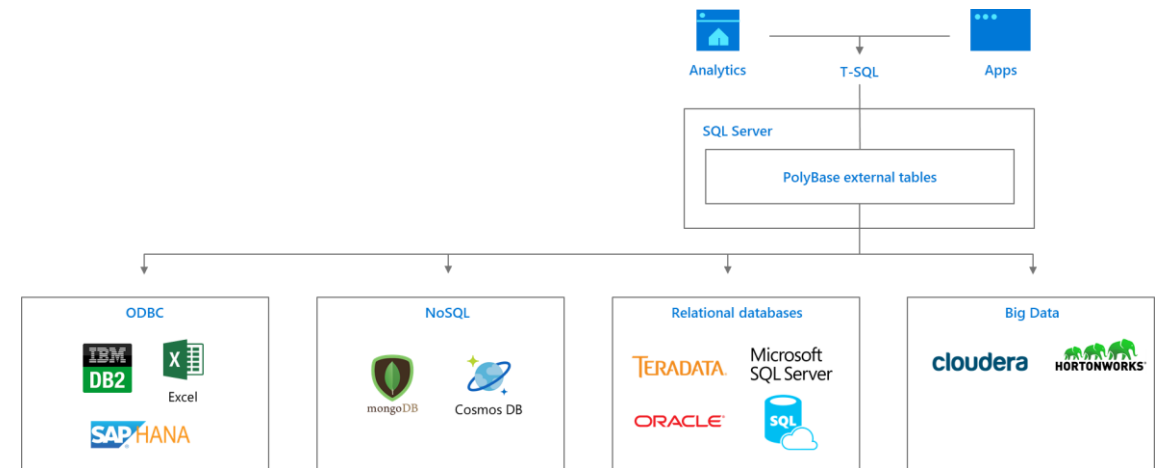 Analytics
T-SQL
Apps
SQL Server
PolyBase external tables
ODBC
NoSQL
Relational databases
Big Data
IBM
DB2
X
Excel
SAP HANA
mongoDB
Cosmos DB
TERADATA.
Microsoft
SQL Server
ORACLE
SQL
cloudera
HORTONWORKS